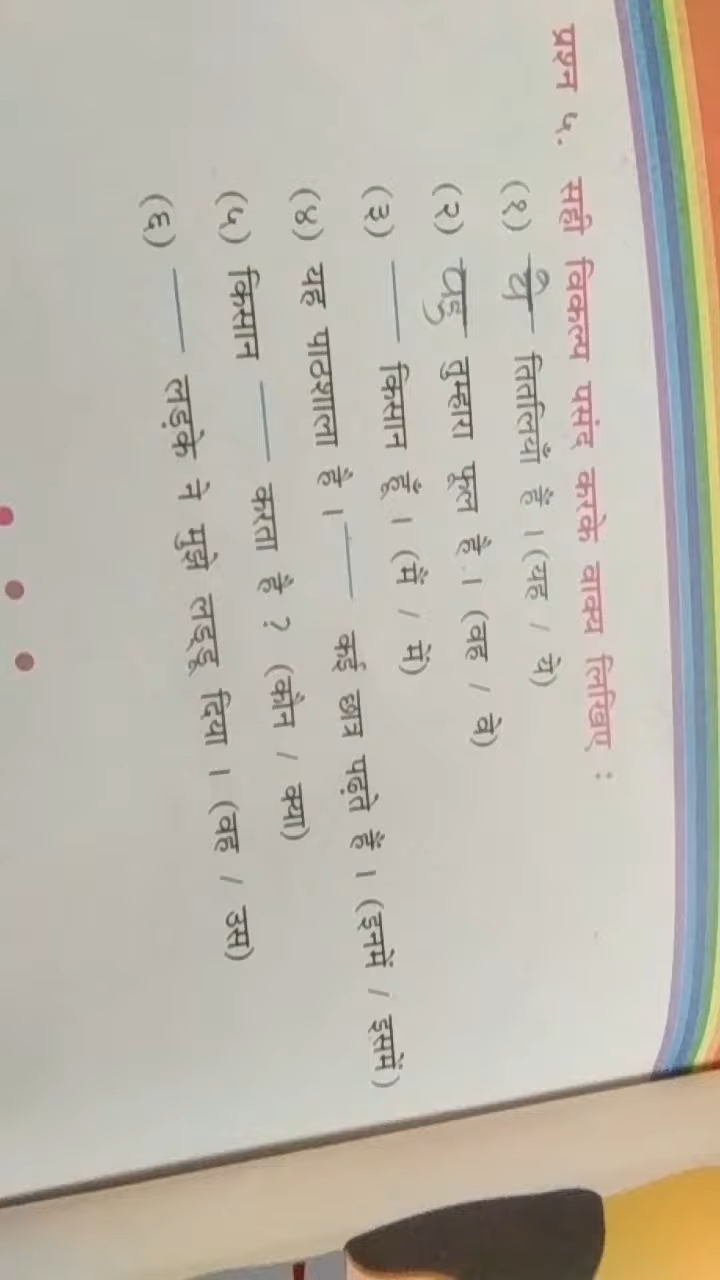 प्रश्न ५. सही विकल्प पसंद करके वाक्य लिखिए :
(१) ये तितलियाँ हैं । (यह / ये)
(२) वह तुम्हारा फूल है । (वह / वे)
(३) —— किसान हूँ । (मैं / में)
(४) यह पाठशाला है । —— कई छात्र पढ़ते हैं । (इनमें / इसमें)
(५) किसान —— करता है ? (कौन / क्या)
(६) —— लड़के ने मुझे लड्डू दिया । (वह / उस)